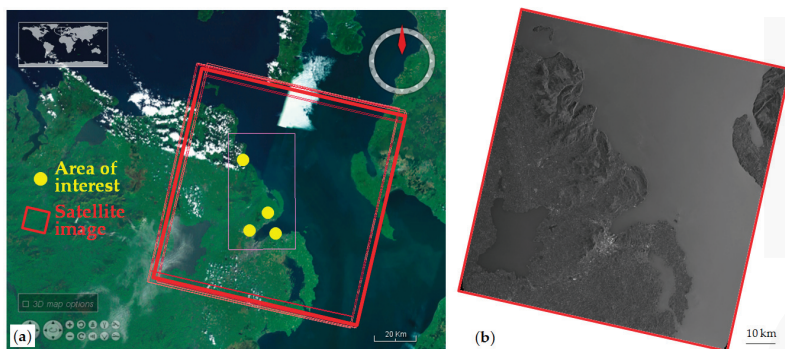 Area of
interest
Satellite
image
3D map options
(a)
20 Km
(b)
10 km